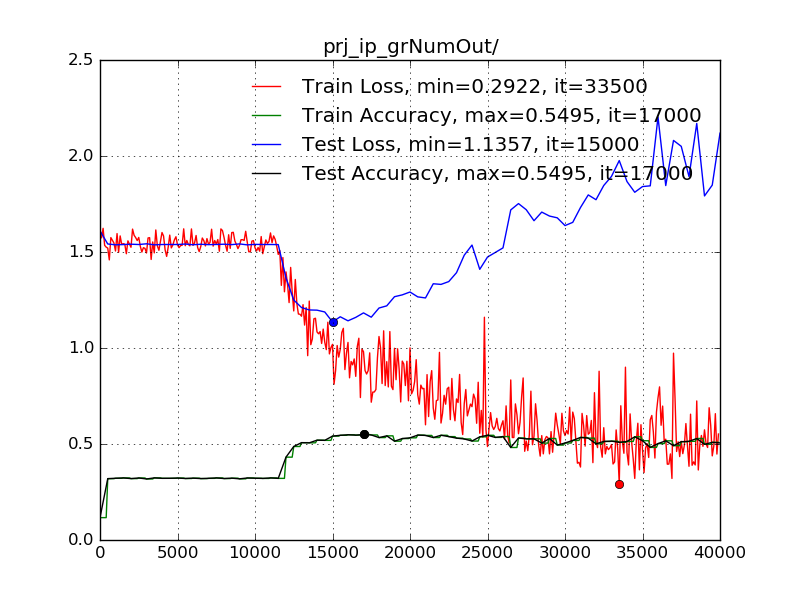 prj_ip_grNumOut/
2.5
Train Loss, min=0.2922, it=33500
Train Accuracy, max=0.5495, it=17000
Test Loss, min=1.1357, it=15000
2.0
Test Accuracy, max=0.5495, it=17000
1.5
1.0
0.5
0.0
0 5000 10000 15000 20000 25000 30000 35000 40000